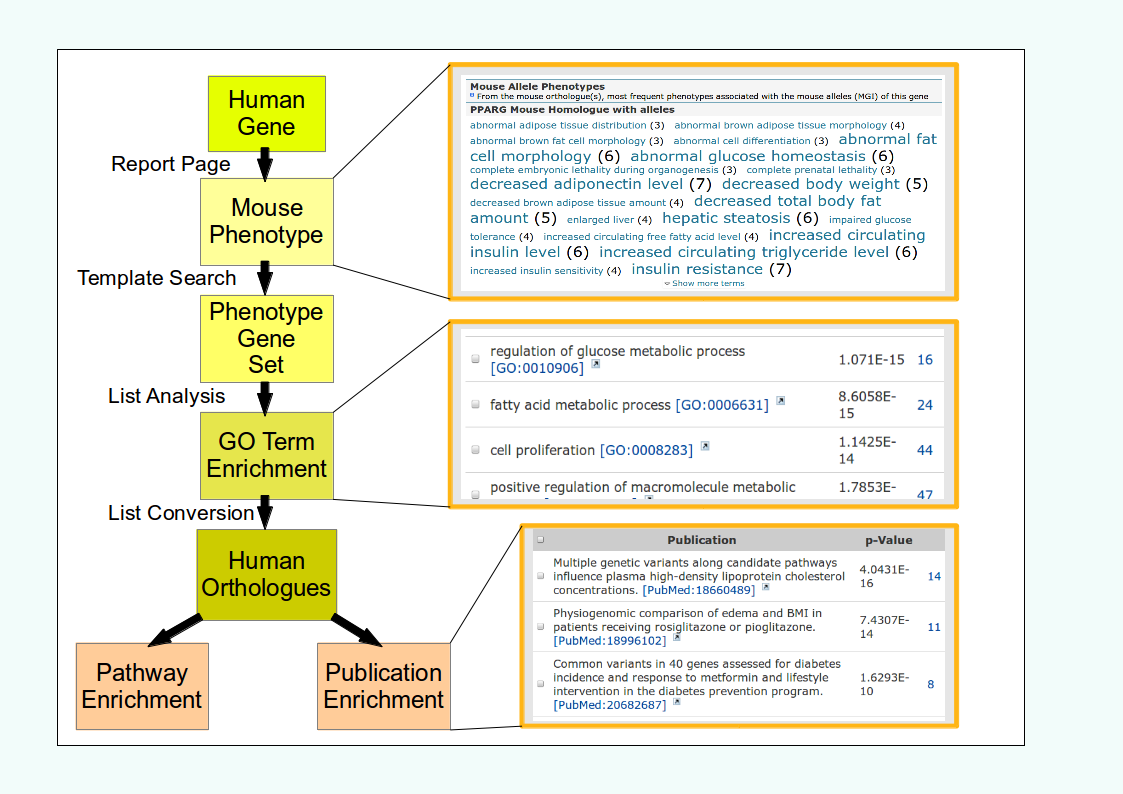 Human
Gene
Report Page
Mouse
Phenotype
Template Search
Phenotype
Gene
Set
List Analysis
GO Term
Enrichment
List Conversion
Human
Orthologues
Pathway
Enrichment
Publication
Enrichment
Mouse Allele Phenotypes
From the mouse orthologue(s), most frequent phenotypes associated with the mouse alleles (MGI) of this gene
PPARG Mouse Homologue with alleles
abnormal adipose tissue distribution (3) abnormal brown adipose tissue morphology (4)
abnormal brown fat cell morphology (3) abnormal cell differentiation (3) abnormal fat
cell morphology (6) abnormal glucose homeostasis (6)
complete embryonic lethality during organogenesis (3) complete prenatal lethality (3)
decreased adiponectin level (7) decreased body weight (5)
decreased brown adipose tissue amount (4) decreased total body fat
amount (5) enlarged liver (4) hepatic steatosis (6) impaired glucose
tolerance (4) increased circulating free fatty acid level (4) increased circulating
insulin level (6) increased circulating triglyceride level (6)
increased insulin sensitivity (4) insulin resistance (7)
Show more terms
regulation of glucose metabolic process
[GO:0010906]
1.071E-15 16
fatty acid metabolic process [GO:0006631]
8.6058E-
15
24
cell proliferation [GO:0008283]
1.1425E-
14
44
positive regulation of macromolecule metabolic
1.7853E-
47
Publication p-Value
Multiple genetic variants along candidate pathways
influence plasma high-density lipoprotein cholesterol
concentrations. [PubMed:18660489]
4.0431E-
16
14
Physiogenomic comparison of edema and BMI in
patients receiving rosiglitazone or pioglitazone.
[PubMed:18996102]
7.4307E-
14
11
Common variants in 40 genes assessed for diabetes
incidence and response to metformin and lifestyle
intervention in the diabetes prevention program.
[PubMed:20682687]
1.6293E-
10
8